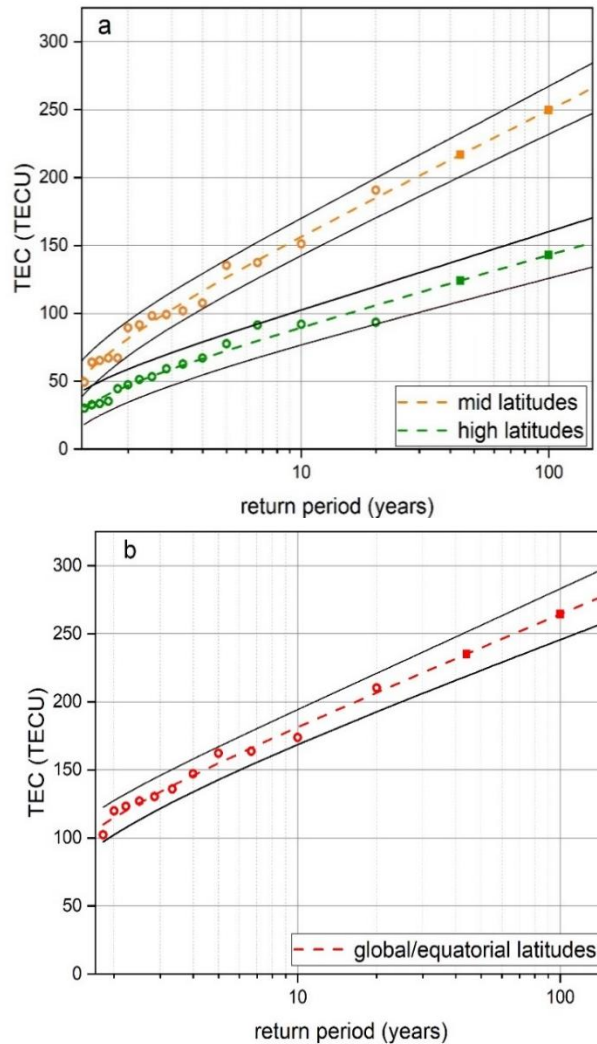 a
300
250
200
150
100
50
0
TEC (TECU)
mid latitudes
high latitudes
10
100
return period (years)
b
300
250
200
150
100
50
0
TEC (TECU)
global/equatorial latitudes
10
100
return period (years)